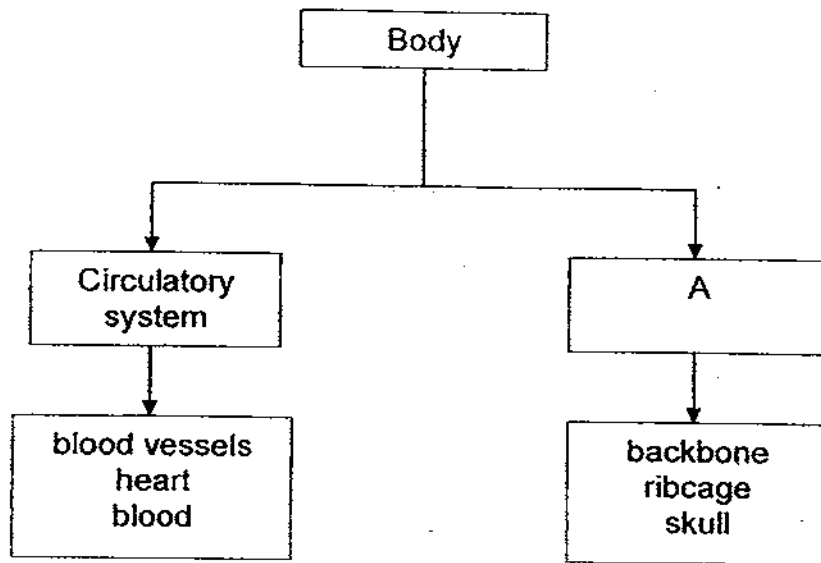 Body
Circulatory
system
A
blood vessels
heart
blood
backbone
ribcage
skull